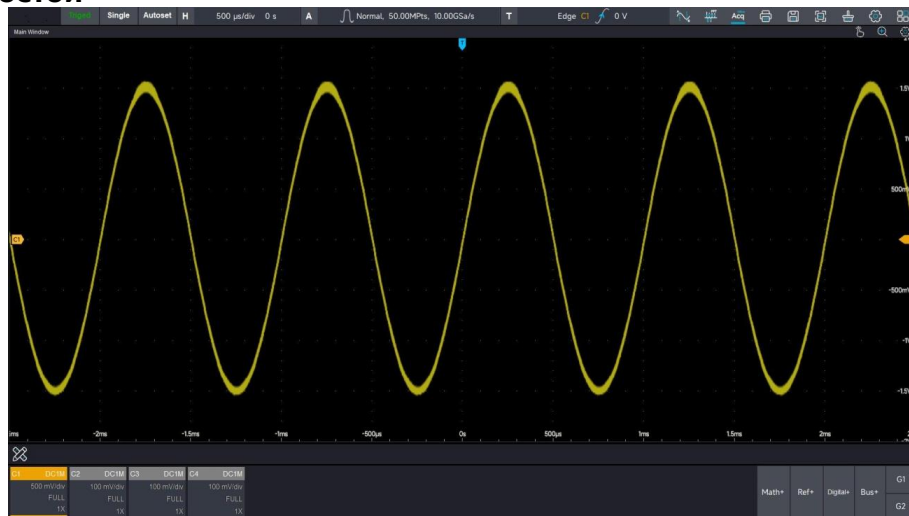 Single Autoset H 500 µs/div 0 s A Normal, 50.00MPts, 10.00GSa/s T Edge C1 0 V Acq
Main Window
T
1.5V
500m
C1
-500mV
-1V
-1.5V
-2ms -1.5ms -1ms -500µs 0s 500µs 1ms 1.5ms 2ms
C1 DC1M C2 DC1M C3 DC1M C4 DC1M
500 mV/div 100 mV/div 100 mV/div 100 mV/div
FULL FULL FULL FULL
1X 1X 1X 1X
Math+ Ref+ Digital+ Bus+ G1
G2